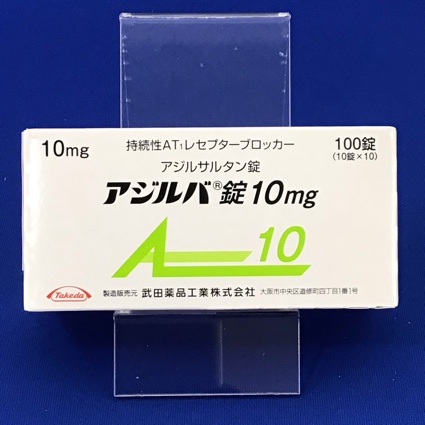 10mg
持続性AT₁レセプターブロッカー
100錠
(10錠×10)
アジルサルタン錠
アジルバ®錠10mg
A 10
Takeda
製造販売元 武田薬品工業株式会社 大阪市中央区道修町四丁目1番1号